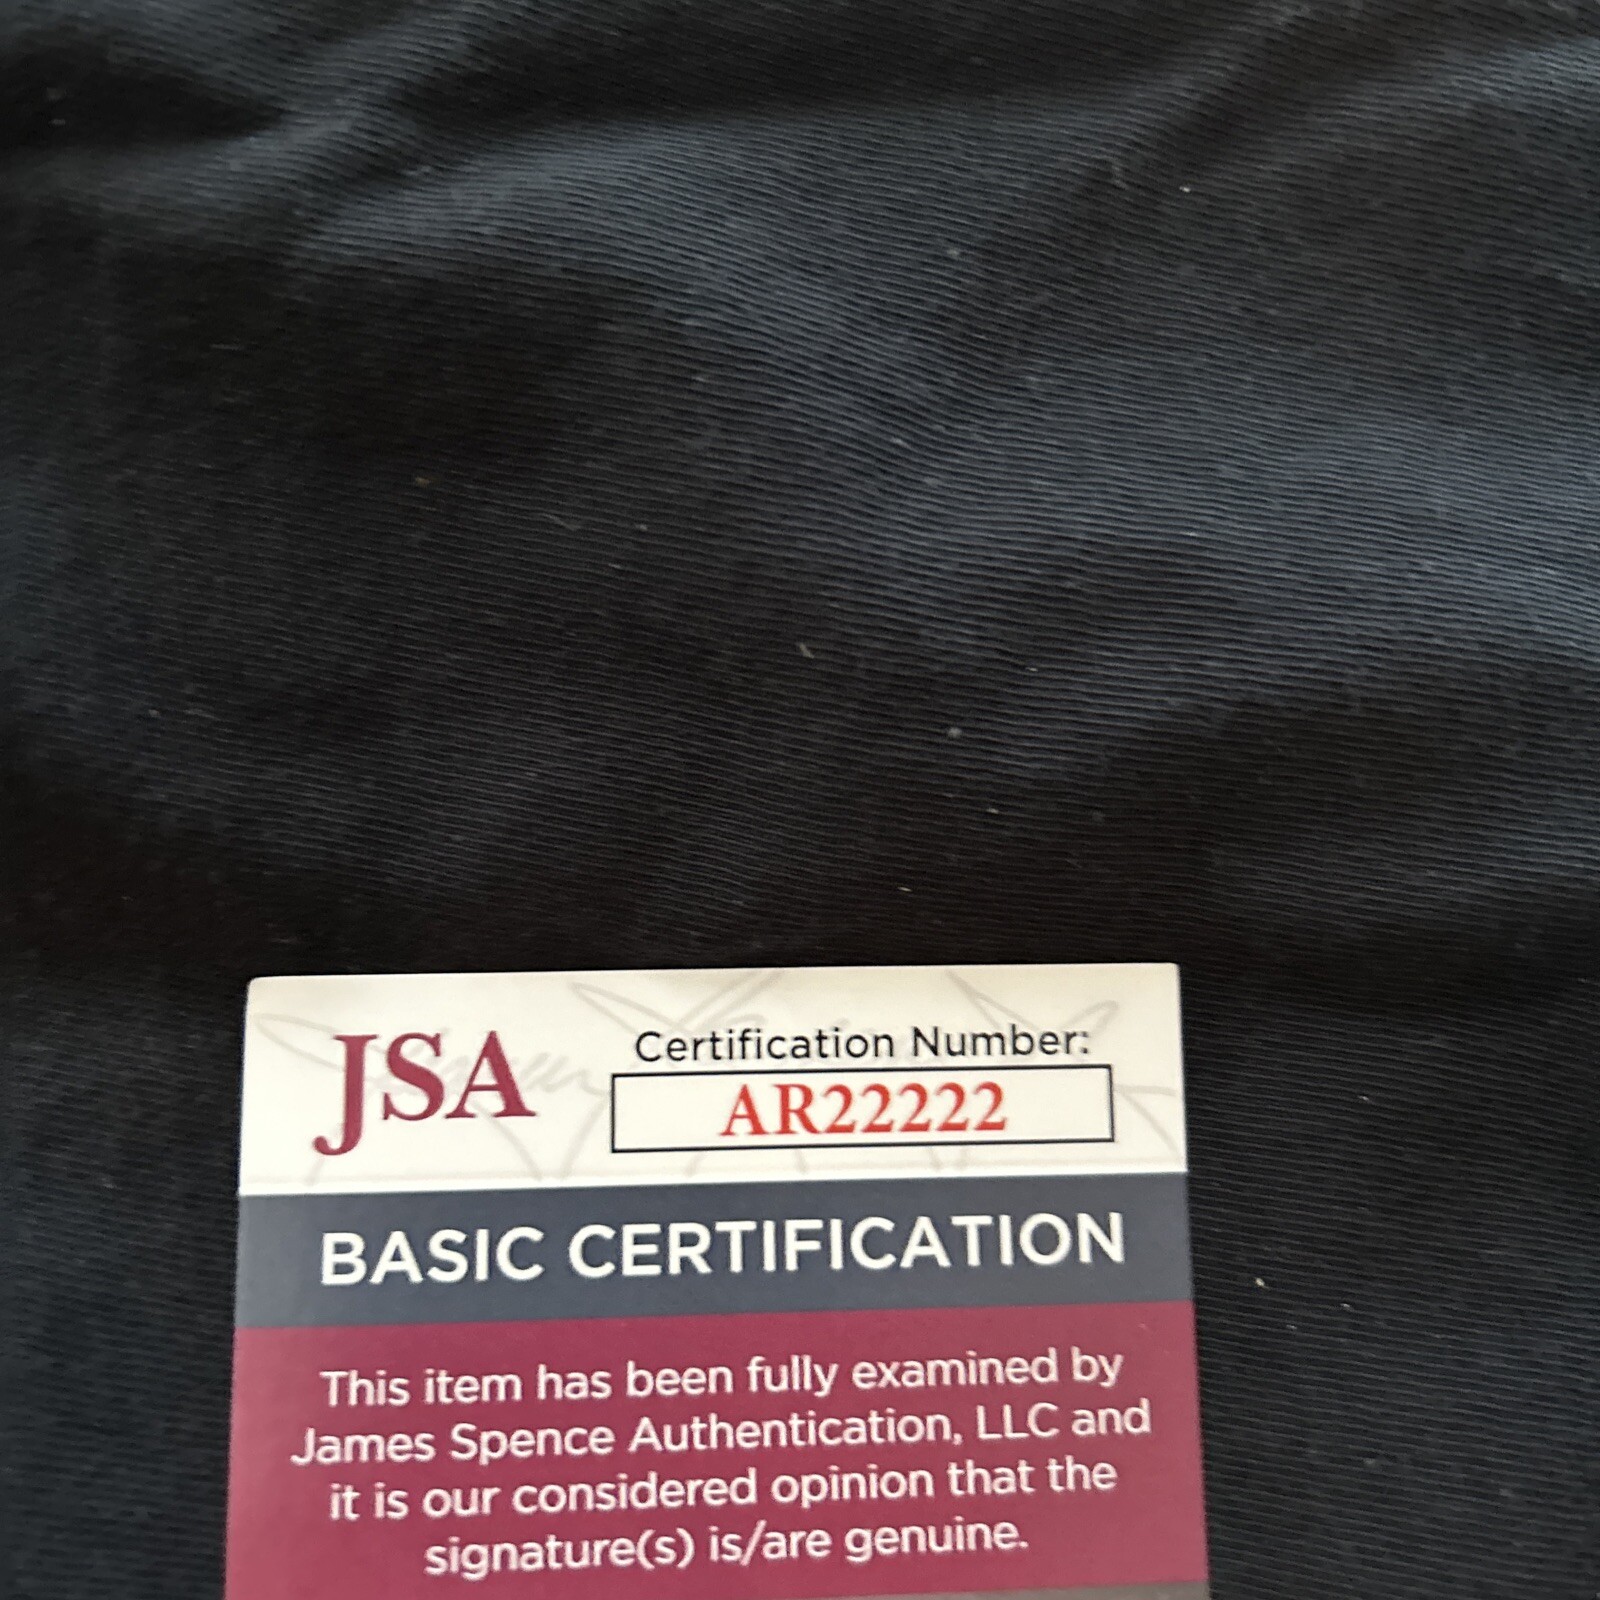 JSA
Certification Number:
AR22222
BASIC CERTIFICATION
This item has been fully examined by
James Spence Authentication, LLC and
it is our considered opinion that the
signature(s) is/are genuine.